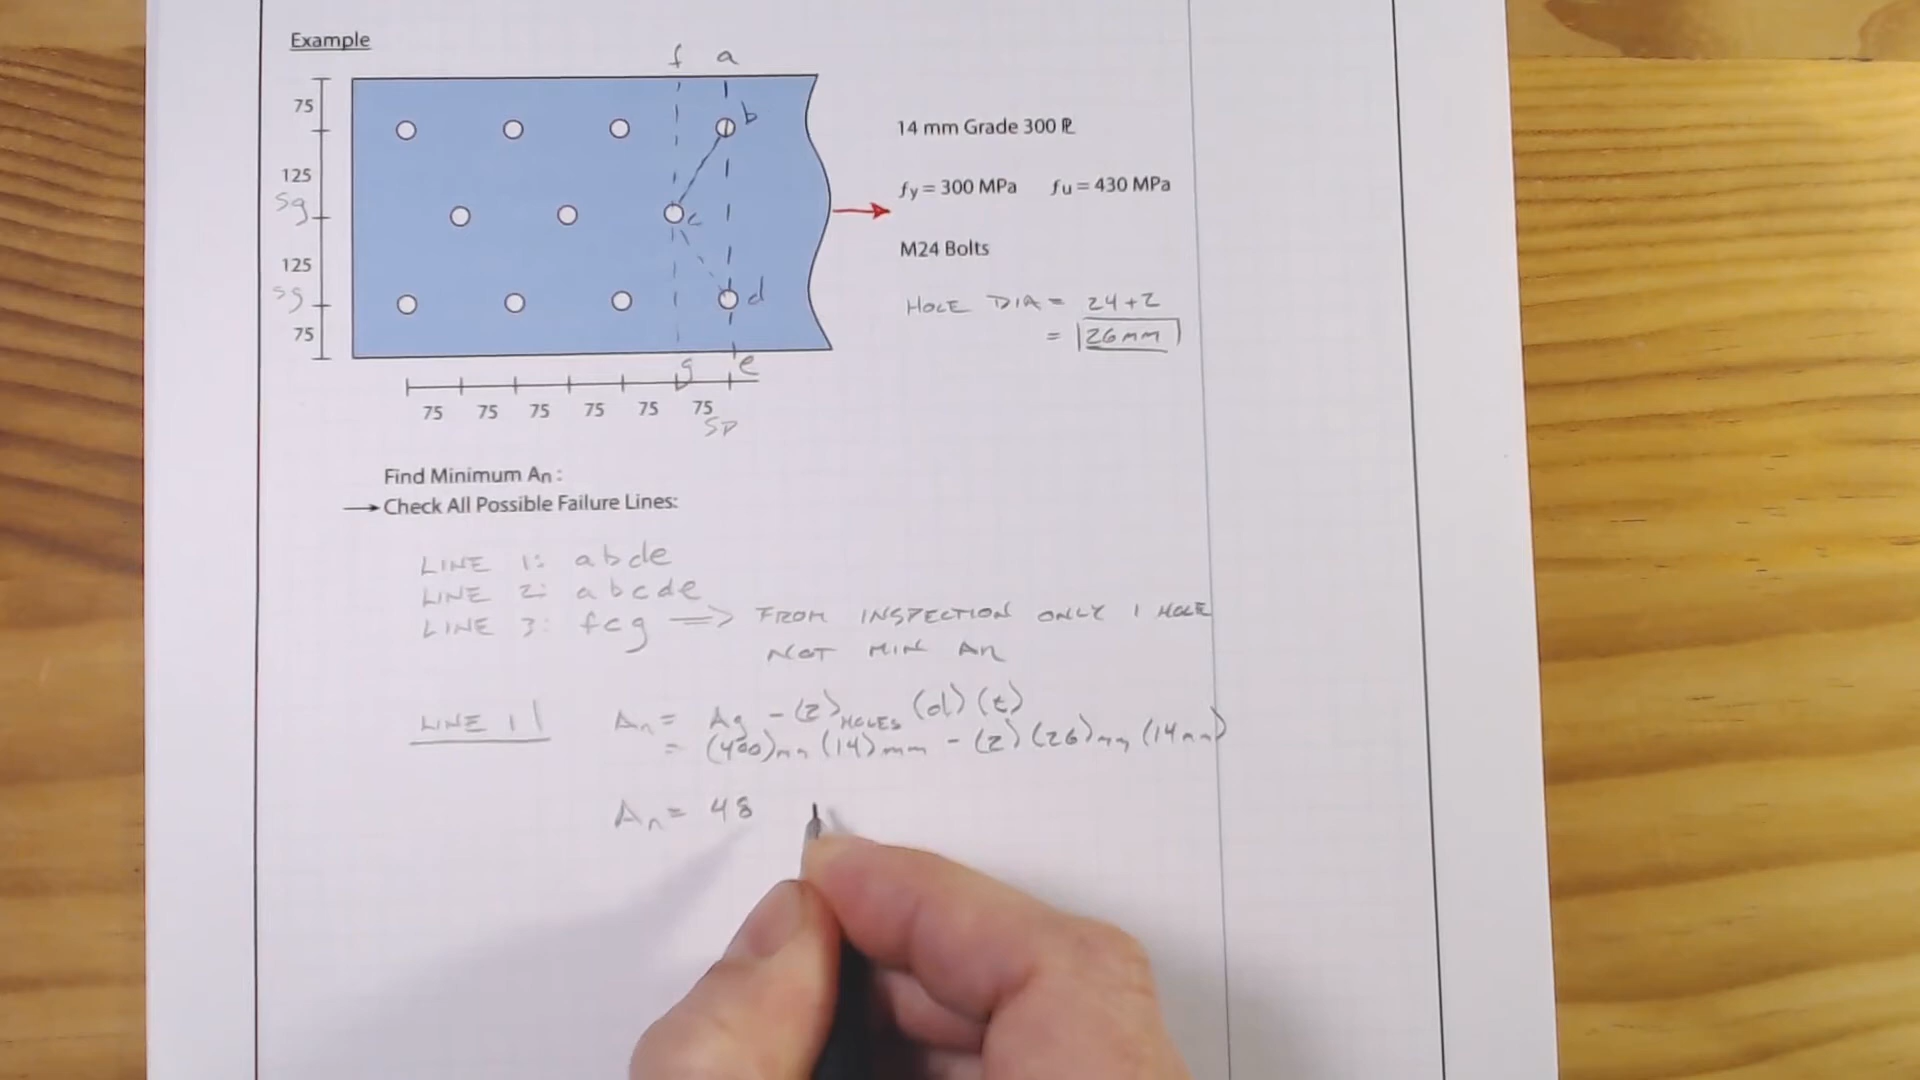 Example
f a
75
b
14 mm Grade 300 PL
125
fy = 300 MPa fu = 430 MPa
sg
c
M24 Bolts
125
sg
d
HOLE DIA = 24+2
75
= 26mm
g e
75 75 75 75 75 75
SP
Find Minimum An :
→ Check All Possible Failure Lines:
LINE 1: abde
LINE 2: abcde
LINE 3: fcg => FROM INSPECTION ONLY 1 HOLE
NOT MIN An
LINE 1 An = Ag - (2)HOLES (d) (t)
= (400)mm (14)mm - (2) (26)mm (14mm)
An = 48